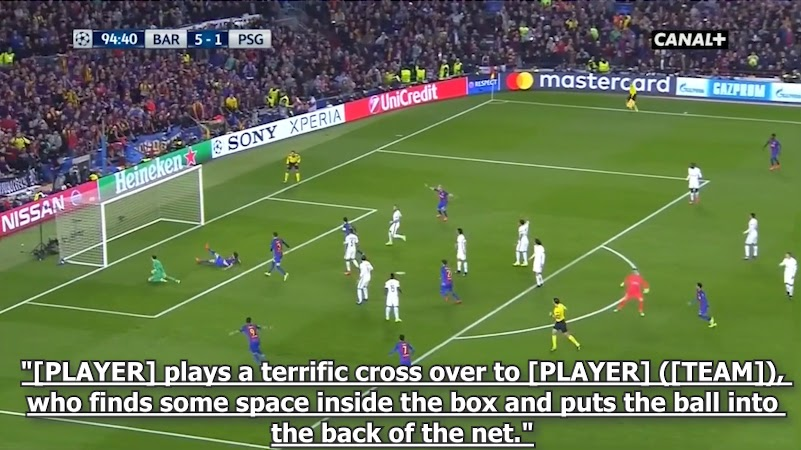 94:40 BAR 5-1 PSG
CANAL+
RESPECT mastercard GAZPROM
UniCredit
SONY XPERIA
Heineken
NISSAN
"[PLAYER] plays a terrific cross over to [PLAYER] ([TEAM]),
who finds some space inside the box and puts the ball into
the back of the net."